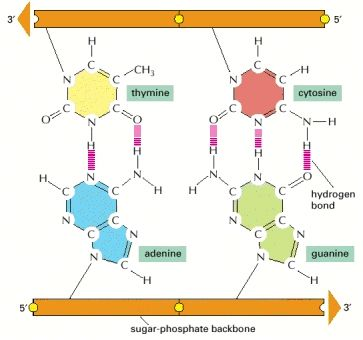 3′ 5′
H H
C CH₃ C H
N C N C
thymine cytosine
C C C C
O N O O N N—H
H H H H H
N N N N O
H H H
C C C C
hydrogen
bond
N C N C
C N C N
adenine guanine
N C N C
H H
5′ 3′
sugar-phosphate backbone